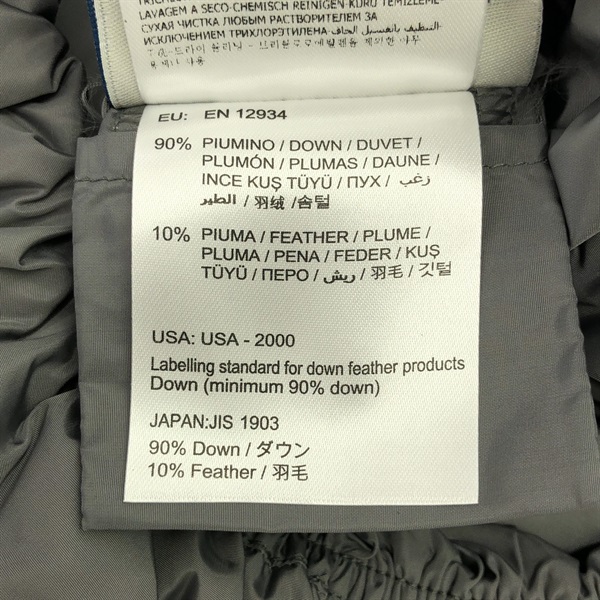 LAVAGEM A SECO-CHEMISCH REINIGEN-KURU TEMIZLEME-
СУХАЯ ЧИСТКА ЛЮБЫМ РАСТВОРИТЕЛЕМ ЗА
ИСКЛЮЧЕНИЕМ ТРИХЛОРЭТИЛЕНА-
EU: EN 12934
90% PIUMINO / DOWN / DUVET /
PLUMÓN / PLUMAS / DAUNE /
INCE KUŞ TÜYÜ / ПУХ / زغب
الطير / 羽绒 /솜털
10% PIUMA / FEATHER / PLUME /
PLUMA / PENA / FEDER / KUŞ
TÜYÜ / ПЕРО / ريش / 羽毛 / 깃털
USA: USA - 2000
Labelling standard for down feather products
Down (minimum 90% down)
JAPAN:JIS 1903
90% Down / ダウン
10% Feather / 羽毛